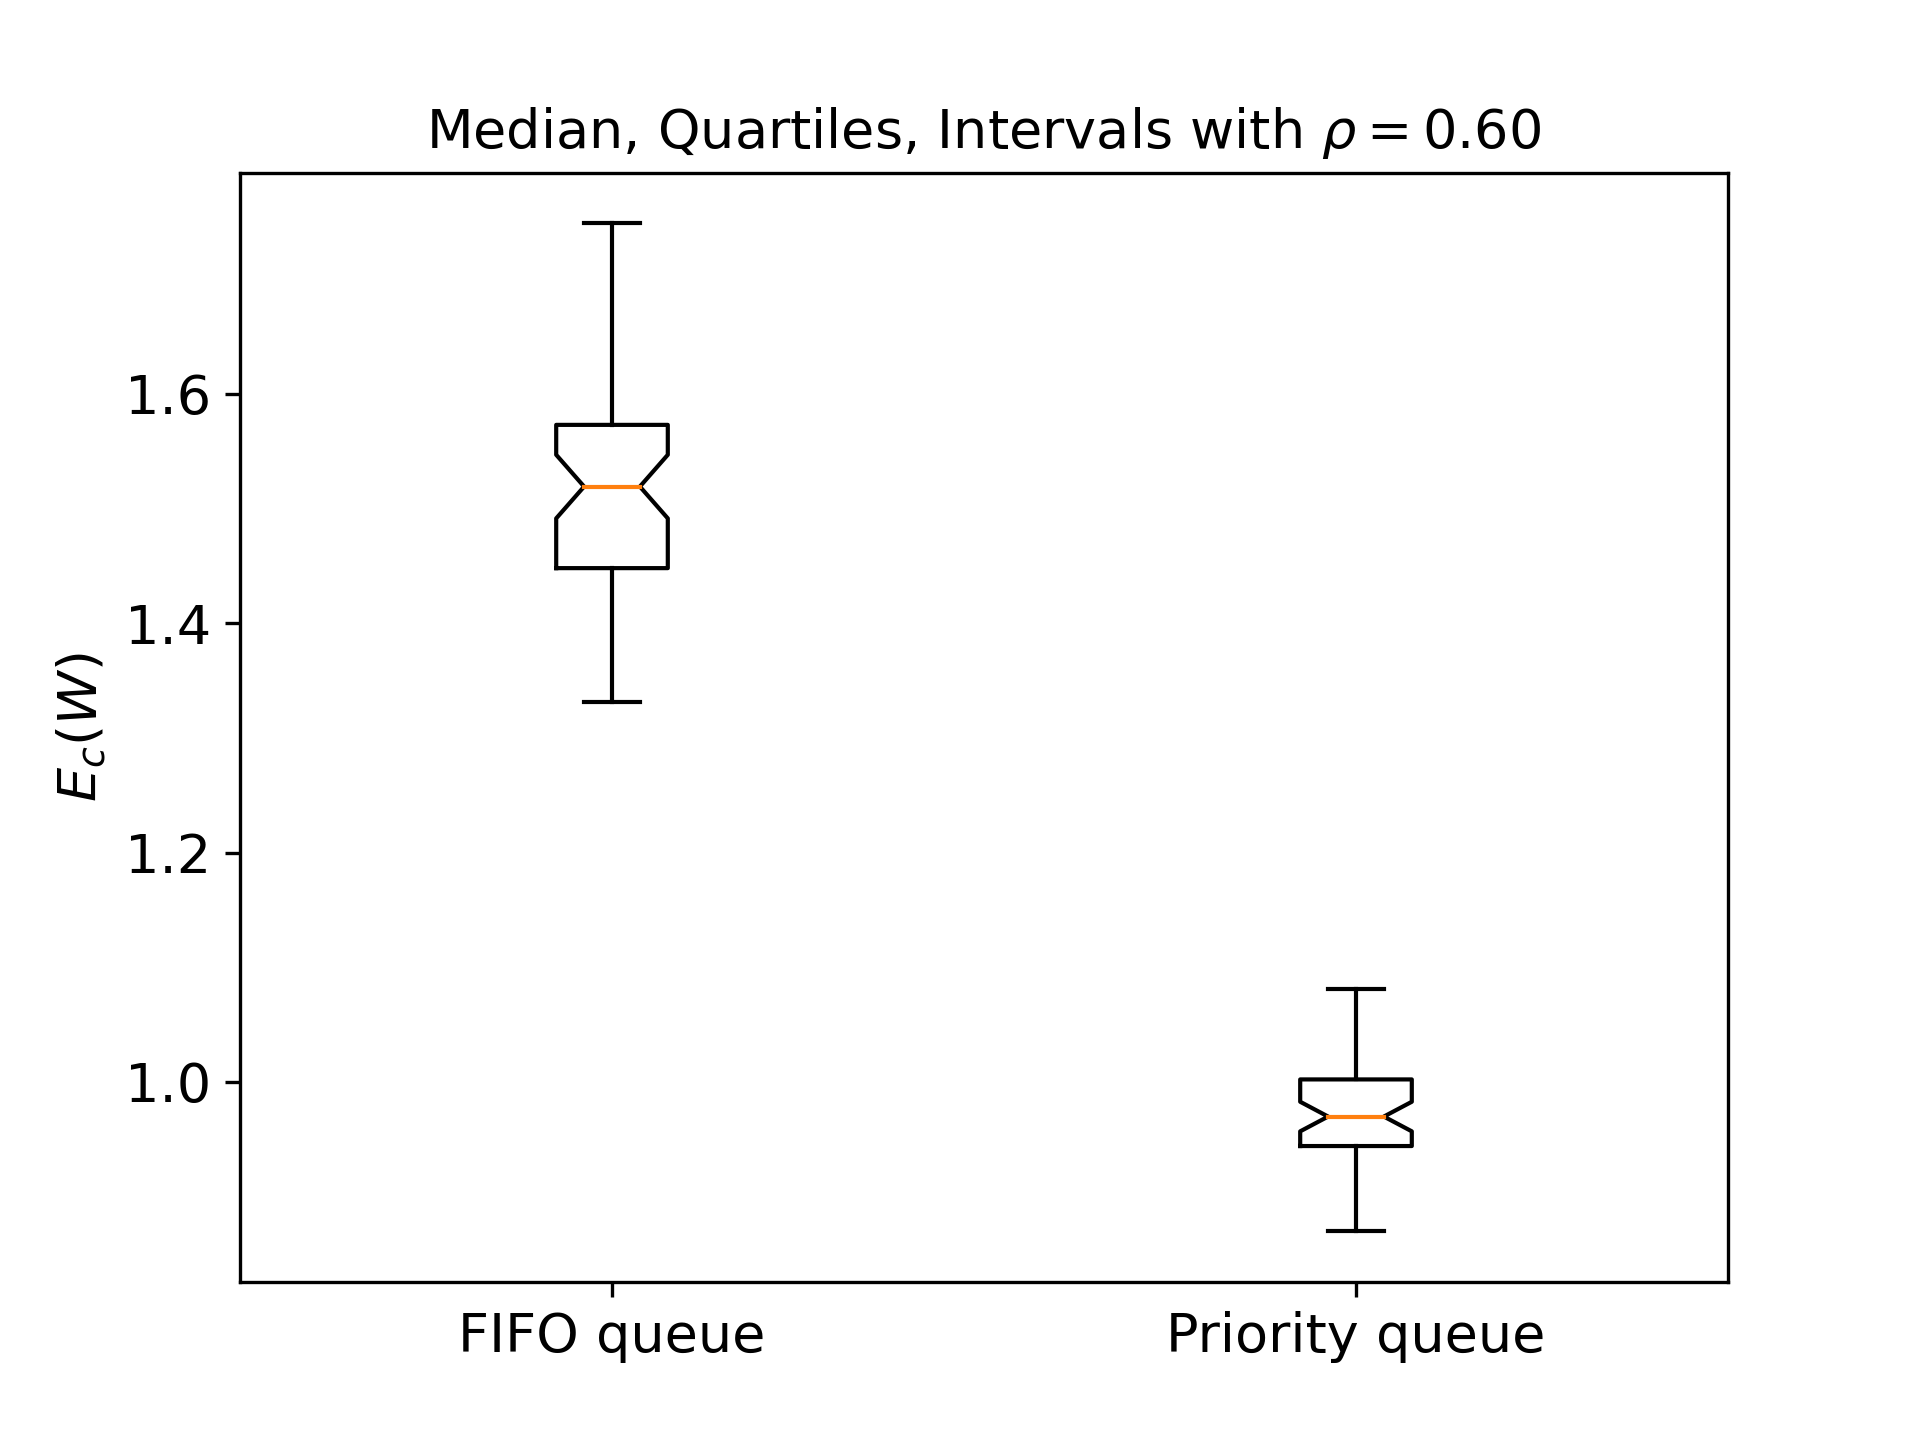 Median, Quartiles, Intervals with ρ = 0.60
E_c(W)
1.6
1.4
1.2
1.0
FIFO queue
Priority queue